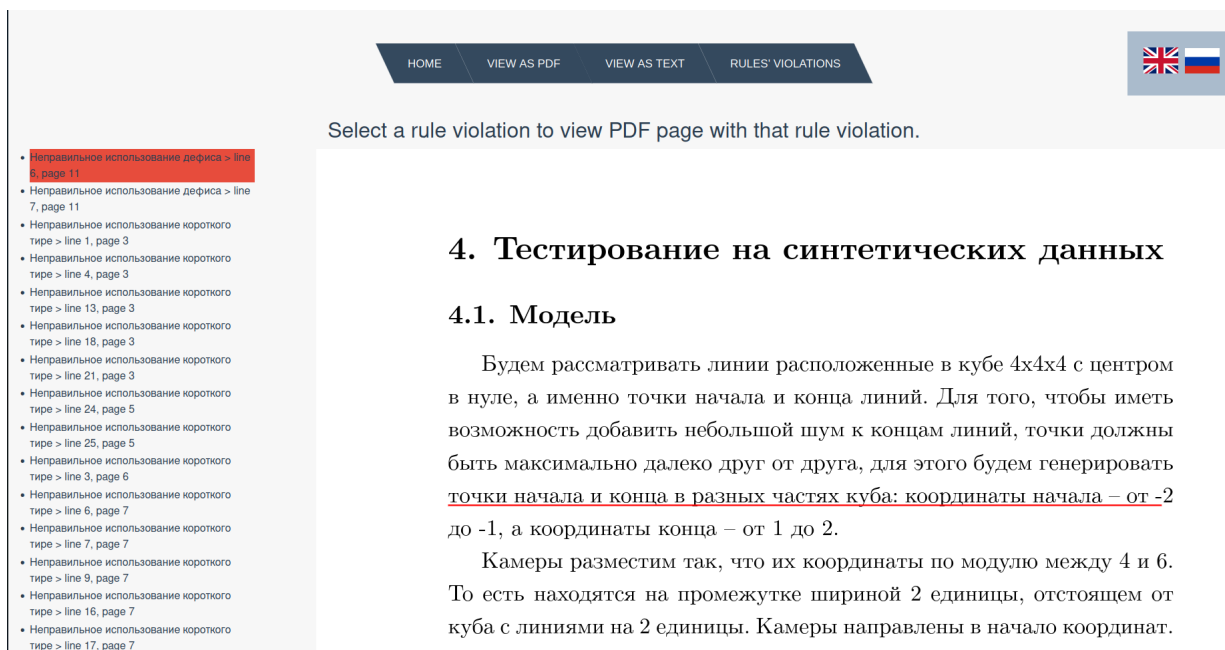 HOME
VIEW AS PDF
VIEW AS TEXT
RULES' VIOLATIONS
Select a rule violation to view PDF page with that rule violation.
Неправильное использование дефиса > line
6, page 11
Неправильное использование дефиса > line
7, page 11
Неправильное использование короткого
тире > line 1, page 3
Неправильное использование короткого
тире > line 4, page 3
Неправильное использование короткого
тире > line 13, page 3
Неправильное использование короткого
тире > line 18, page 3
Неправильное использование короткого
тире > line 21, page 3
Неправильное использование короткого
тире > line 24, page 5
Неправильное использование короткого
тире > line 25, page 5
Неправильное использование короткого
тире > line 3, page 6
Неправильное использование короткого
тире > line 6, page 7
Неправильное использование короткого
тире > line 7, page 7
Неправильное использование короткого
тире > line 9, page 7
Неправильное использование короткого
тире > line 16, page 7
Неправильное использование короткого
тире > line 17, page 7
4. Тестирование на синтетических данных
4.1. Модель
Будем рассматривать линии расположенные в кубе 4x4x4 с центром
в нуле, а именно точки начала и конца линий. Для того, чтобы иметь
возможность добавить небольшой шум к концам линий, точки должны
быть максимально далеко друг от друга, для этого будем генерировать
точки начала и конца в разных частях куба: координаты начала – от -2
до -1, а координаты конца – от 1 до 2.
Камеры разместим так, что их координаты по модулю между 4 и 6.
То есть находятся на промежутке шириной 2 единицы, отстоящем от
куба с линиями на 2 единицы. Камеры направлены в начало координат.